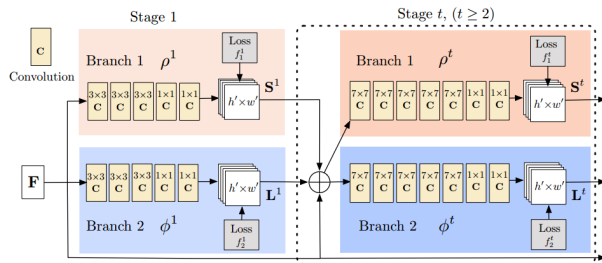 Stage 1
Stage t, (t ≥ 2)
C
Convolution
Branch 1 ρ¹
Loss
f₁¹
S¹
3×3 3×3 3×3 1×1 1×1
C C C C C
h′×w′
Branch 1 ρᵗ
Loss
f₁ᵗ
Sᵗ
7×7 7×7 7×7 7×7 7×7 1×1 1×1
C C C C C C C
h′×w′
F
3×3 3×3 3×3 1×1 1×1
C C C C C
h′×w′
L¹
Branch 2 ϕ¹
Loss
f₂¹
7×7 7×7 7×7 7×7 7×7 1×1 1×1
C C C C C C C
h′×w′
Lᵗ
Branch 2 ϕᵗ
Loss
f₂ᵗ